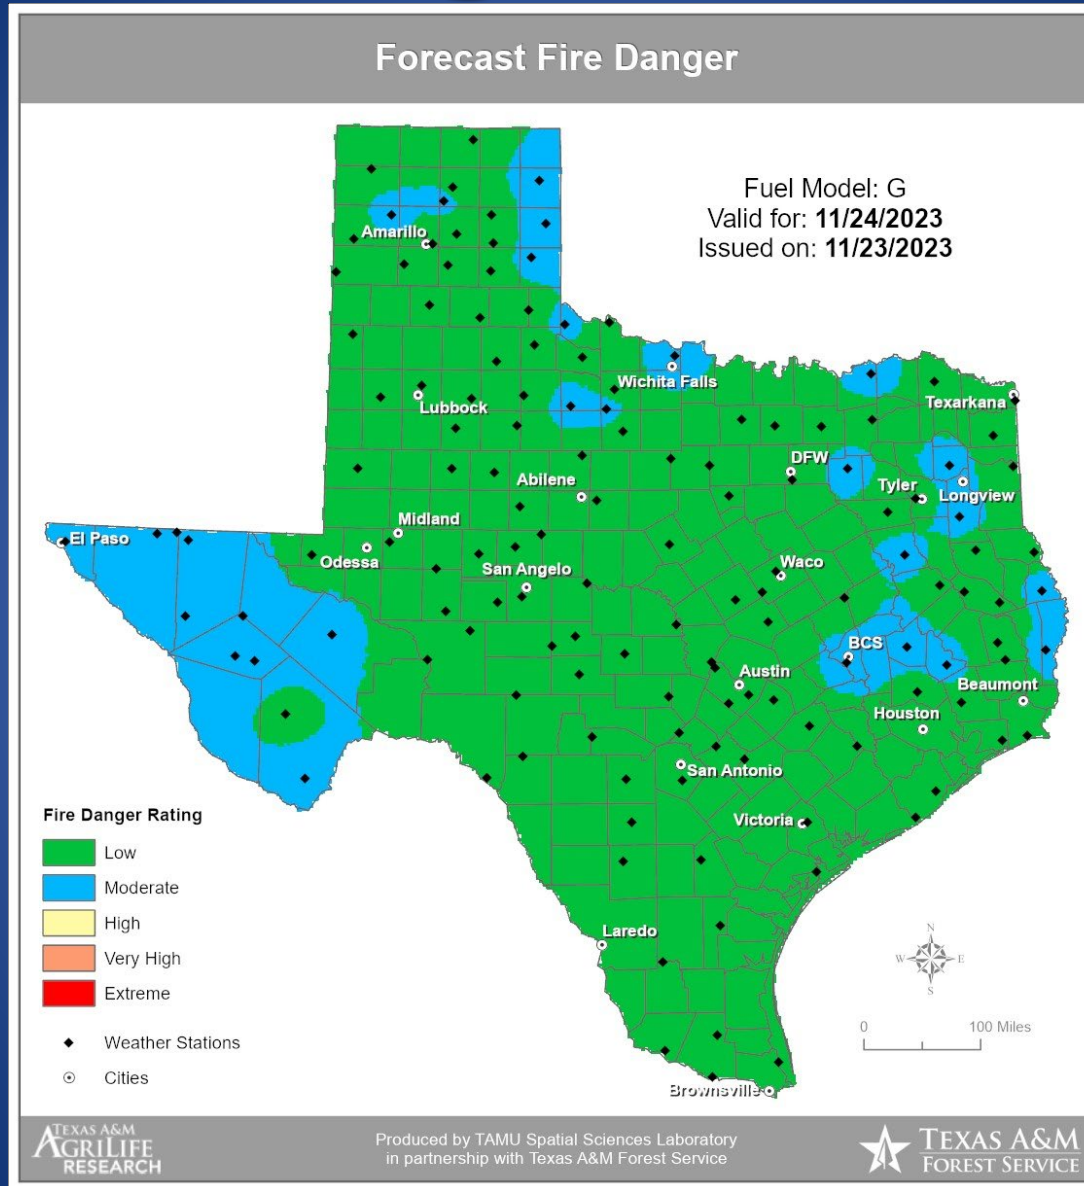 Forecast Fire Danger
Fuel Model: G
Valid for: 11/24/2023
Issued on: 11/23/2023
Amarillo
Wichita Falls
Lubbock
Texarkana
DFW
Abilene
Tyler
Longview
Midland
El Paso
Odessa
San Angelo
Waco
BCS
Austin
Beaumont
Houston
San Antonio
Victoria
Laredo
Brownsville
Fire Danger Rating
Low
Moderate
High
Very High
Extreme
Weather Stations
Cities
N
W E
S
0 100 Miles
TEXAS A&M
AGRILIFE
RESEARCH
Produced by TAMU Spatial Sciences Laboratory
in partnership with Texas A&M Forest Service
TEXAS A&M
FOREST SERVICE